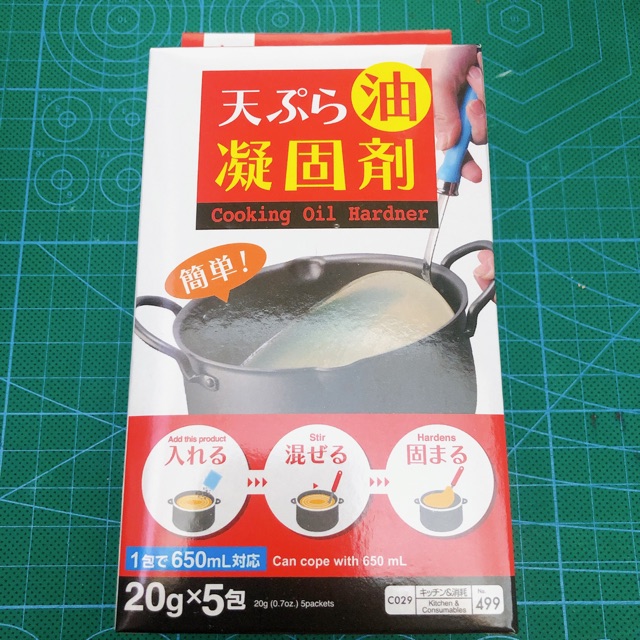 天ぷら油
凝固剤
Cooking Oil Hardner
簡単!
Add this product
入れる
Stir
混ぜる
Hardens
固まる
1包で650mL対応
Can cope with 650 mL
20g×5包
20g (0.7oz.) 5packets
C029
キッチン&消耗
Kitchen &
Consumables
No.
499